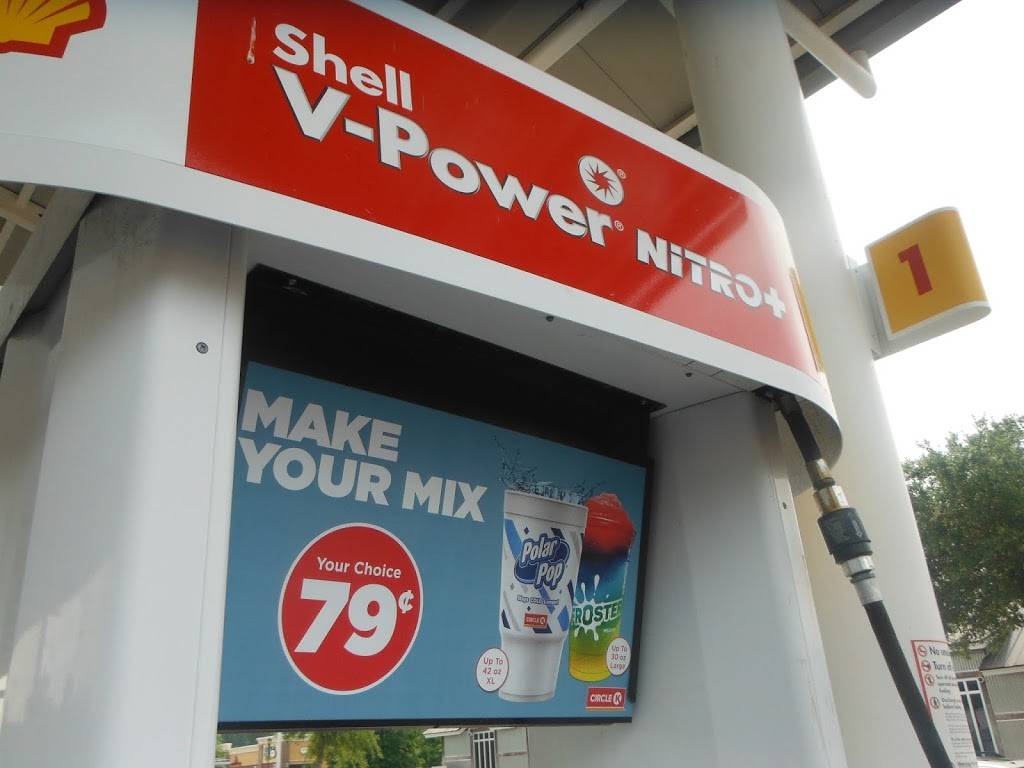 Shell
V-Power®
NiTRO+
1
MAKE
YOUR MIX
Your Choice
79¢
Polar
Pop
CIRCLE K
FROSTER
Up To
42 oz
XL
Up To
30 oz
Large
CIRCLE K